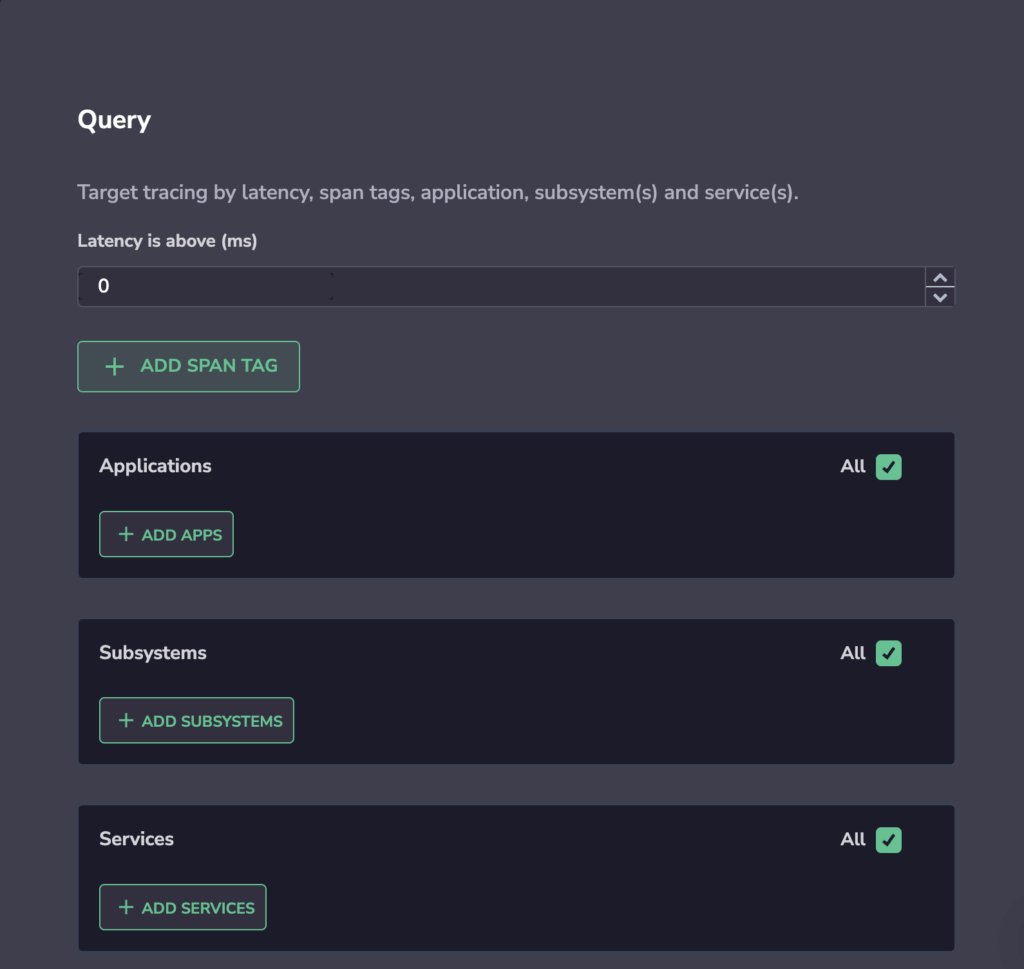 Query
Target tracing by latency, span tags, application, subsystem(s) and service(s).
Latency is above (ms)
0
ADD SPAN TAG
Applications All
ADD APPS
Subsystems All
ADD SUBSYSTEMS
Services All
ADD SERVICES